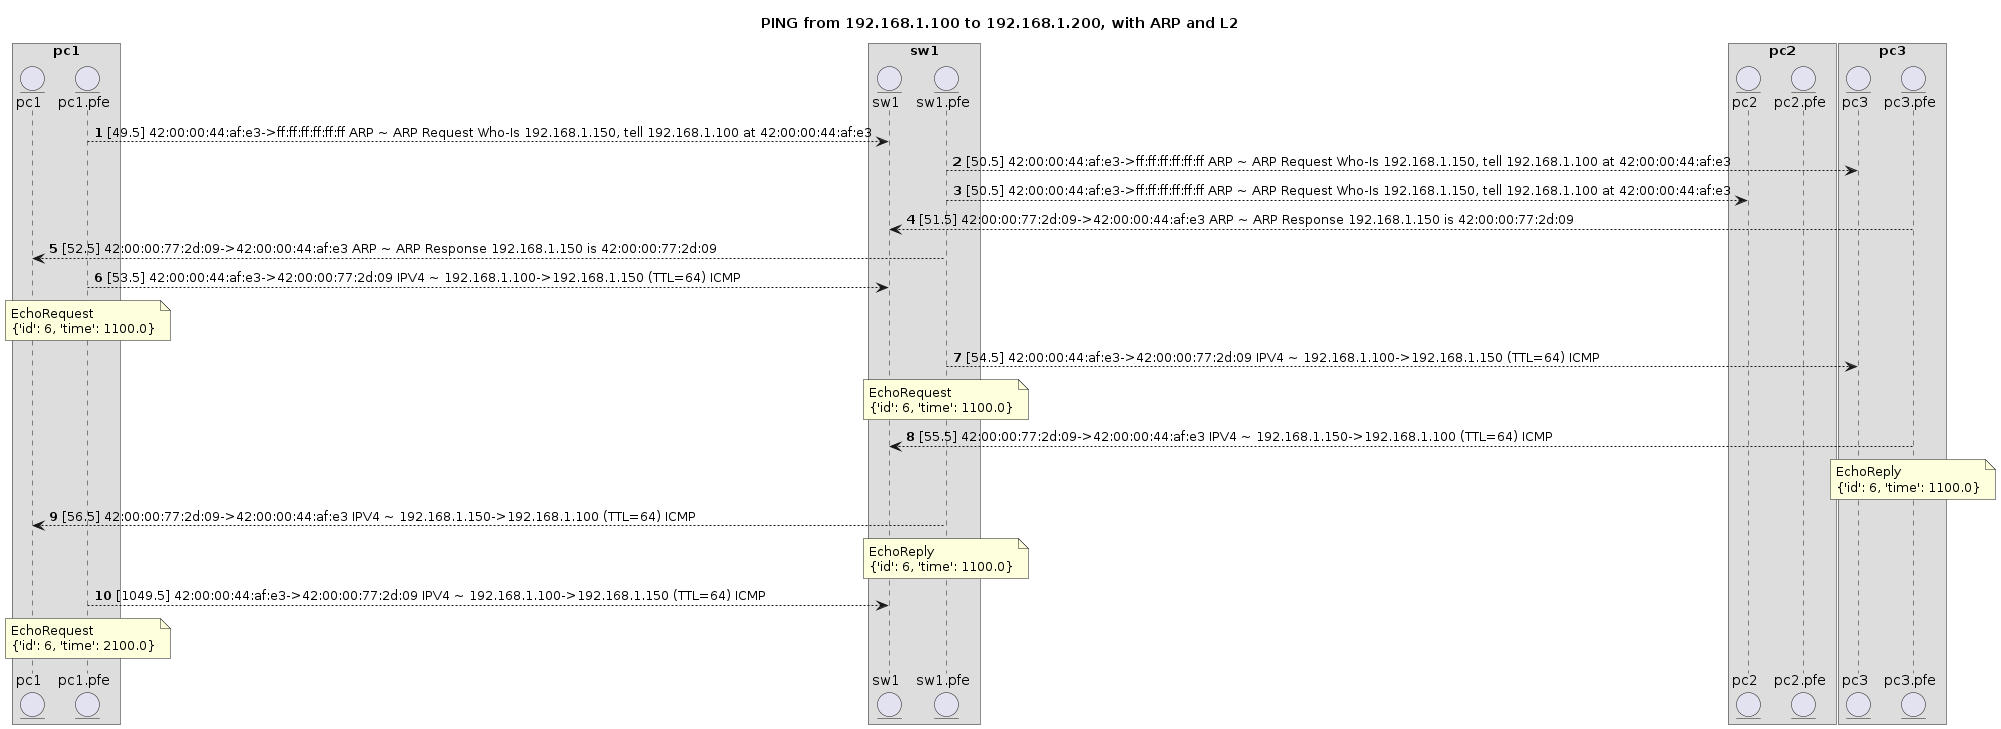 PING from 192.168.1.100 to 192.168.1.200, with ARP and L2
pc1 sw1 pc2 pc3
pc1 pc1.pfe sw1 sw1.pfe pc2 pc2.pfe pc3 pc3.pfe
1 [49.5] 42:00:00:44:af:e3->ff:ff:ff:ff:ff:ff ARP ~ ARP Request Who-Is 192.168.1.150, tell 192.168.1.100 at 42:00:00:44:af:e3
2 [50.5] 42:00:00:44:af:e3->ff:ff:ff:ff:ff:ff ARP ~ ARP Request Who-Is 192.168.1.150, tell 192.168.1.100 at 42:00:00:44:af:e3
3 [50.5] 42:00:00:44:af:e3->ff:ff:ff:ff:ff:ff ARP ~ ARP Request Who-Is 192.168.1.150, tell 192.168.1.100 at 42:00:00:44:af:e3
4 [51.5] 42:00:00:77:2d:09->42:00:00:44:af:e3 ARP ~ ARP Response 192.168.1.150 is 42:00:00:77:2d:09
5 [52.5] 42:00:00:77:2d:09->42:00:00:44:af:e3 ARP ~ ARP Response 192.168.1.150 is 42:00:00:77:2d:09
6 [53.5] 42:00:00:44:af:e3->42:00:00:77:2d:09 IPV4 ~ 192.168.1.100->192.168.1.150 (TTL=64) ICMP
EchoRequest
{'id': 6, 'time': 1100.0}
7 [54.5] 42:00:00:44:af:e3->42:00:00:77:2d:09 IPV4 ~ 192.168.1.100->192.168.1.150 (TTL=64) ICMP
EchoRequest
{'id': 6, 'time': 1100.0}
8 [55.5] 42:00:00:77:2d:09->42:00:00:44:af:e3 IPV4 ~ 192.168.1.150->192.168.1.100 (TTL=64) ICMP
EchoReply
{'id': 6, 'time': 1100.0}
9 [56.5] 42:00:00:77:2d:09->42:00:00:44:af:e3 IPV4 ~ 192.168.1.150->192.168.1.100 (TTL=64) ICMP
EchoReply
{'id': 6, 'time': 1100.0}
10 [1049.5] 42:00:00:44:af:e3->42:00:00:77:2d:09 IPV4 ~ 192.168.1.100->192.168.1.150 (TTL=64) ICMP
EchoRequest
{'id': 6, 'time': 2100.0}
pc1 pc1.pfe sw1 sw1.pfe pc2 pc2.pfe pc3 pc3.pfe